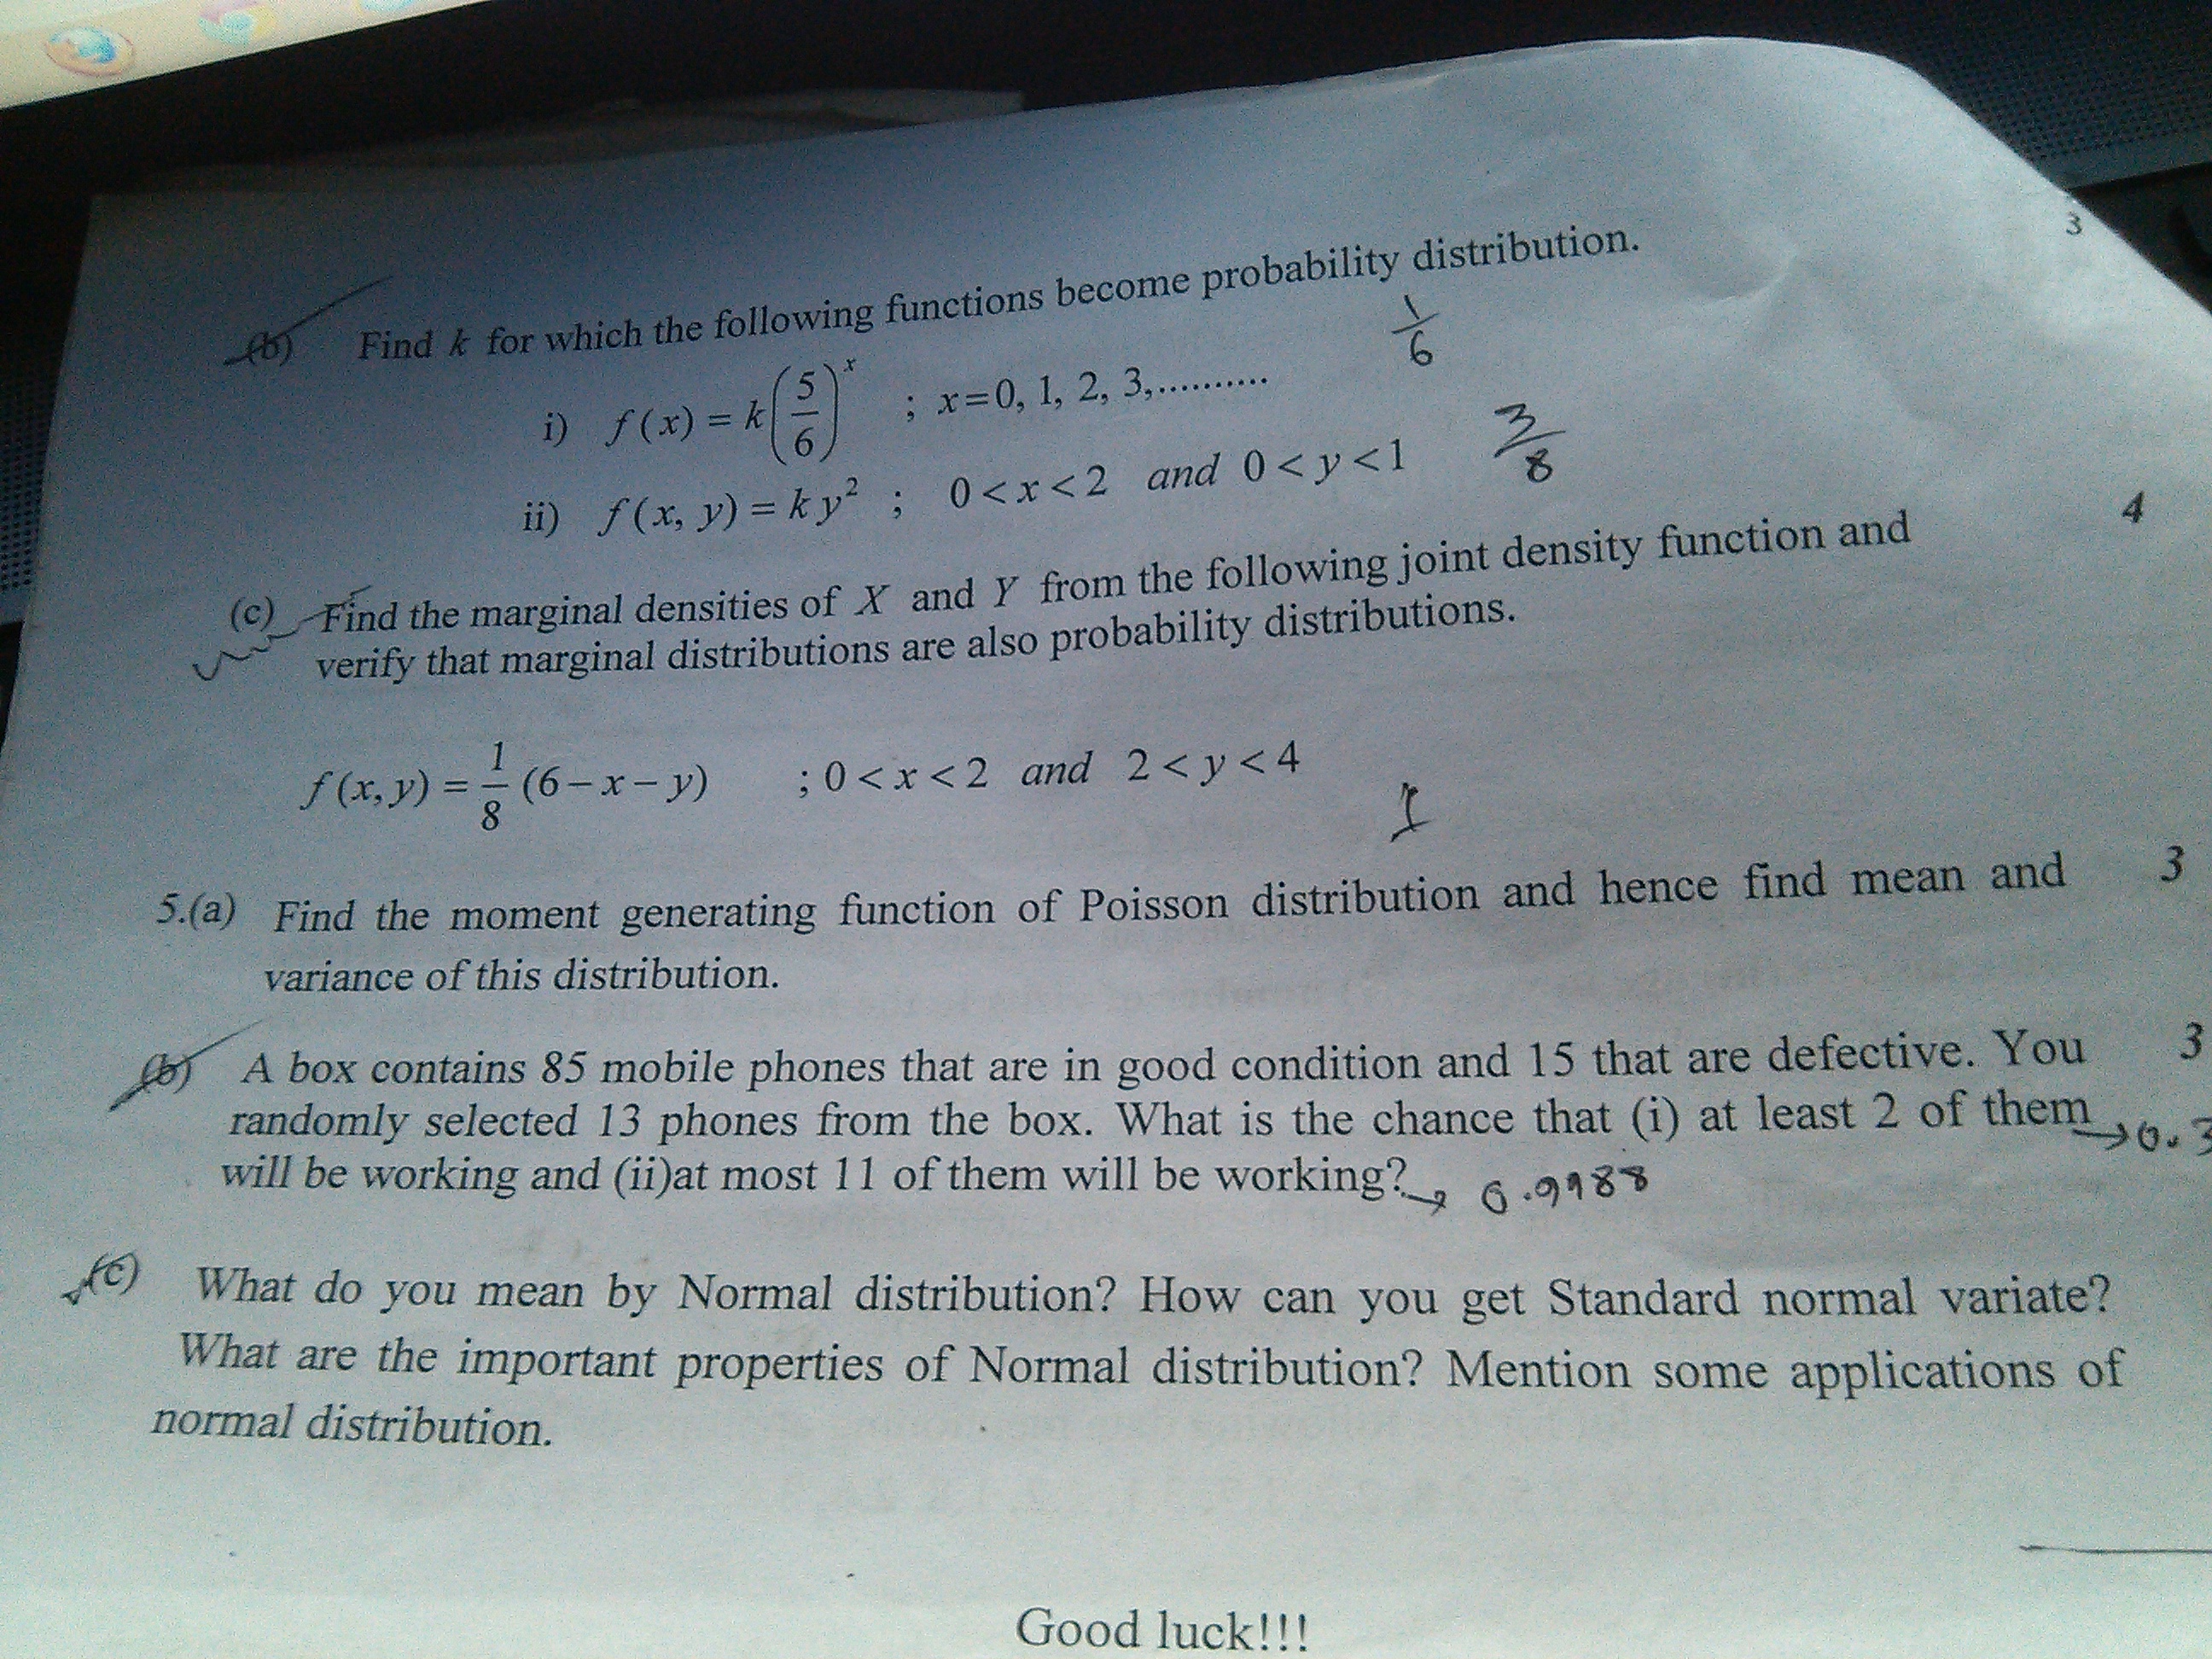 3
(b) Find k for which the following functions become probability distribution.
1/6
i) f(x) = k(5/6)^x ; x=0, 1, 2, 3,..........
ii) f(x, y) = k y² ; 0<x<2 and 0<y<1 3/8
4
(c) Find the marginal densities of X and Y from the following joint density function and
verify that marginal distributions are also probability distributions.
f(x,y) = 1/8 (6−x−y) ; 0<x<2 and 2<y<4
1
5.(a) Find the moment generating function of Poisson distribution and hence find mean and 3
variance of this distribution.
(b) A box contains 85 mobile phones that are in good condition and 15 that are defective. You 3
randomly selected 13 phones from the box. What is the chance that (i) at least 2 of them → 0.3
will be working and (ii)at most 11 of them will be working? → 0.9988
(c) What do you mean by Normal distribution? How can you get Standard normal variate?
What are the important properties of Normal distribution? Mention some applications of
normal distribution.
Good luck!!!